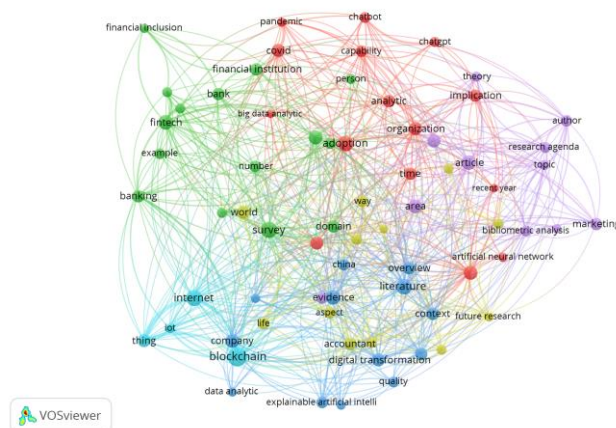 chatbot
pandemic
financial inclusion
chatgpt
covid
capability
financial institution
person
theory
bank
analytic
implication
big data analytic
author
fintech
organization
adoption
research agenda
example
number
article
topic
time
recent year
banking
way
area
world
marketing
survey
domain
bibliometric analysis
artificial neural network
china
overview
literature
internet
evidence
aspect
context
future research
iot
life
thing
company
accountant
blockchain
digital transformation
quality
data analytic
explainable artificial intelli
VOSviewer